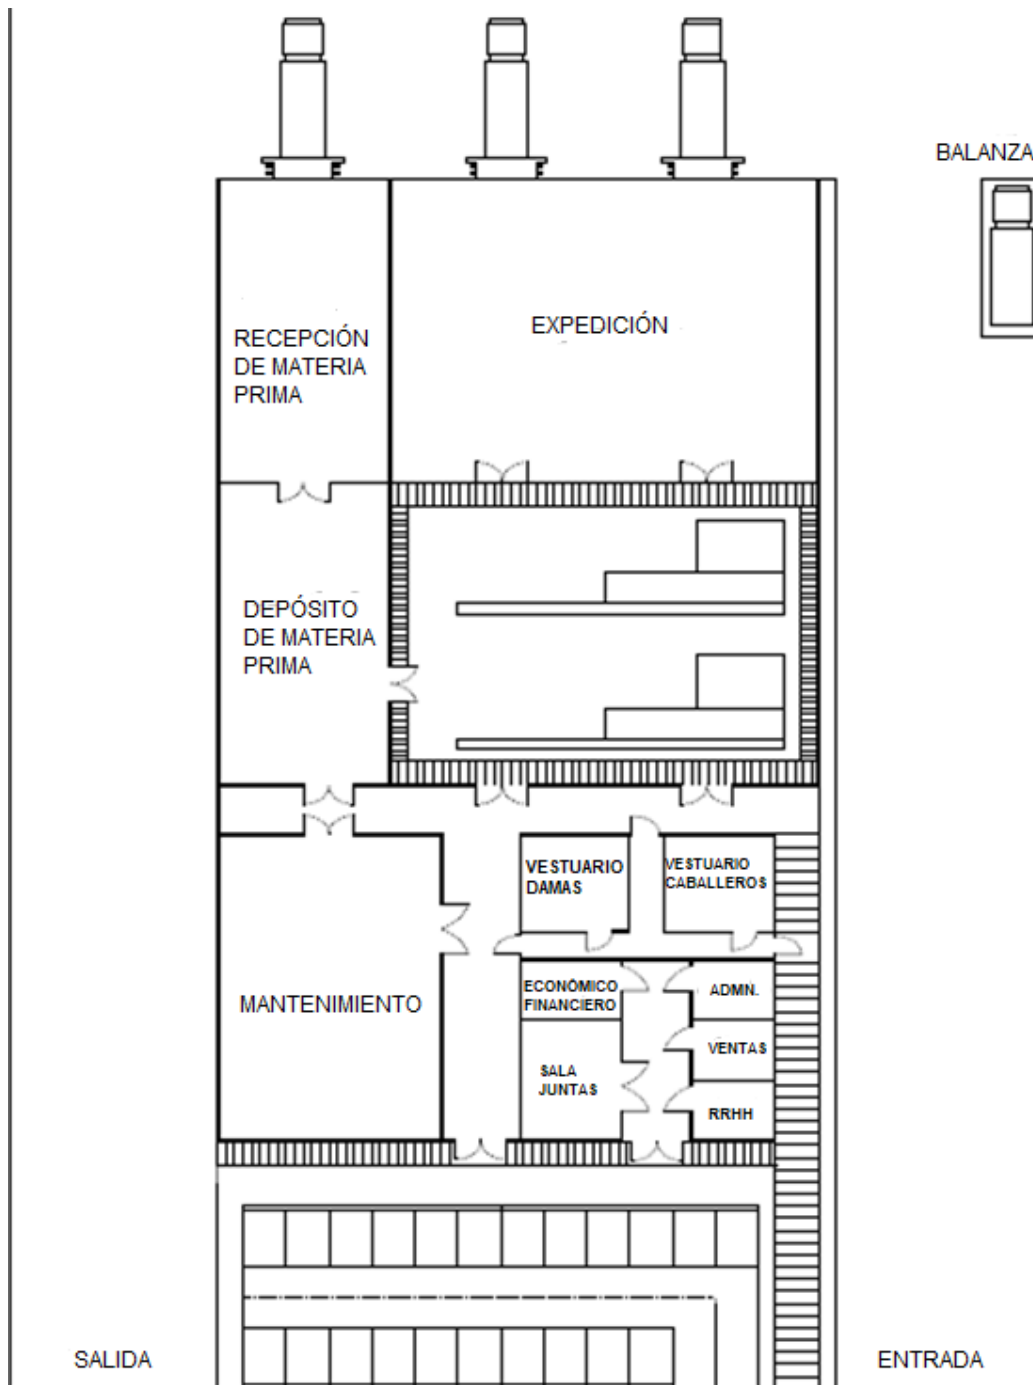 BALANZA
RECEPCIÓN
DE MATERIA
PRIMA
EXPEDICIÓN
DEPÓSITO
DE MATERIA
PRIMA
VESTUARIO
DAMAS
VESTUARIO
CABALLEROS
MANTENIMIENTO
ECONÓMICO
FINANCIERO
ADMN.
VENTAS
SALA
JUNTAS
RRHH
SALIDA
ENTRADA